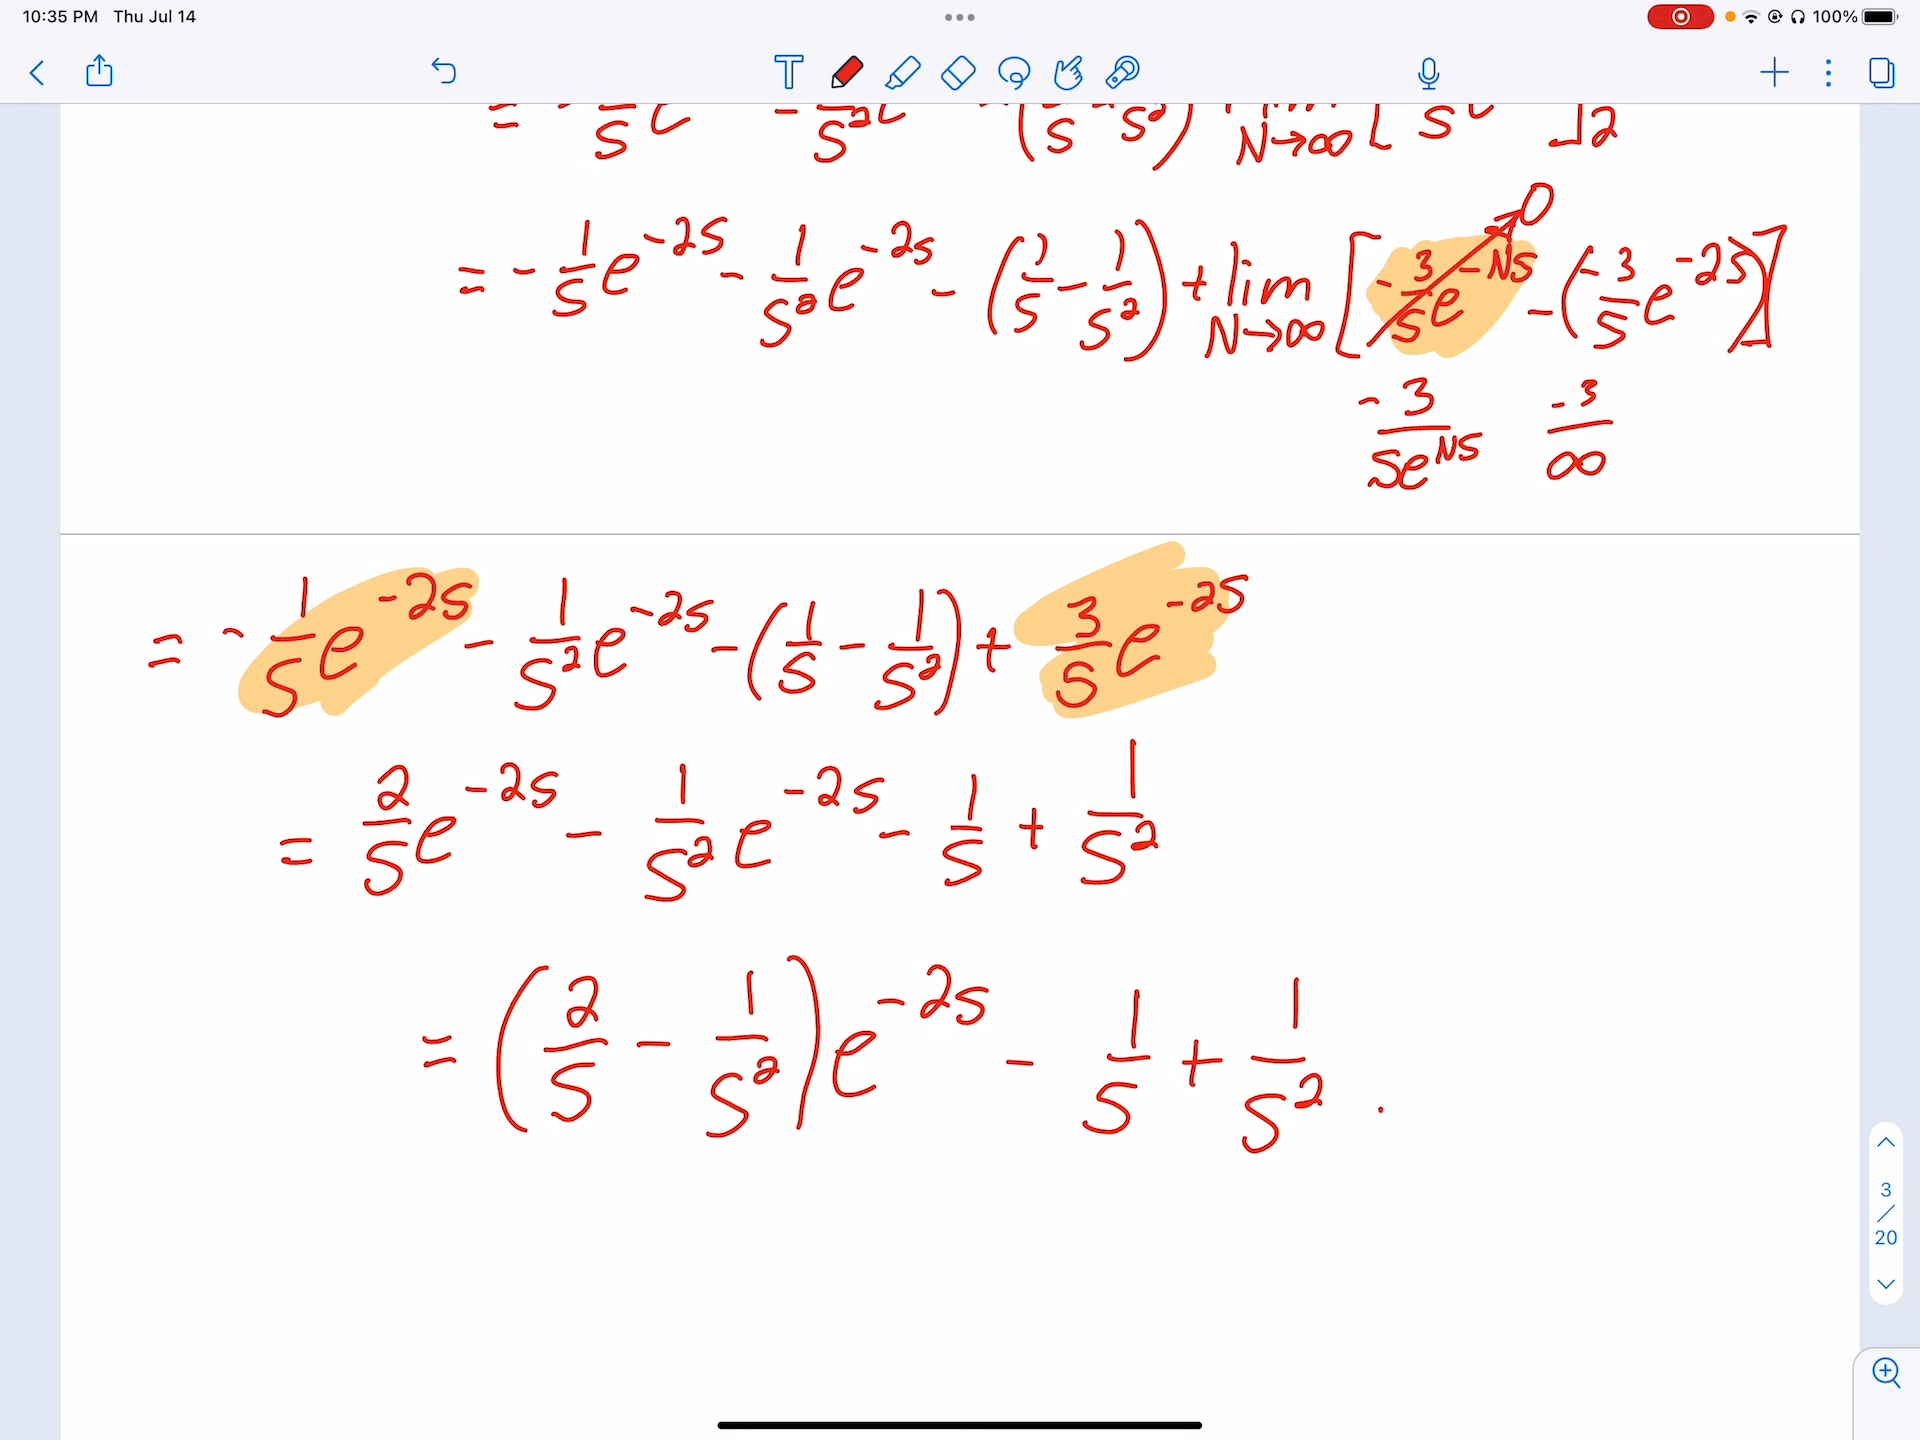 10:35 PM Thu Jul 14
100%
= -1/s e^-2s - 1/s² e^-2s - (1/s - 1/s²) + lim N→∞ [-3/s e^-Ns - (-3/s e^-2s)]
0
-3/se^Ns -3/∞
= -1/s e^-2s - 1/s² e^-2s - (1/s - 1/s²) + 3/s e^-2s
= 2/s e^-2s - 1/s² e^-2s - 1/s + 1/s²
= (2/s - 1/s²) e^-2s - 1/s + 1/s² .
3
/
20